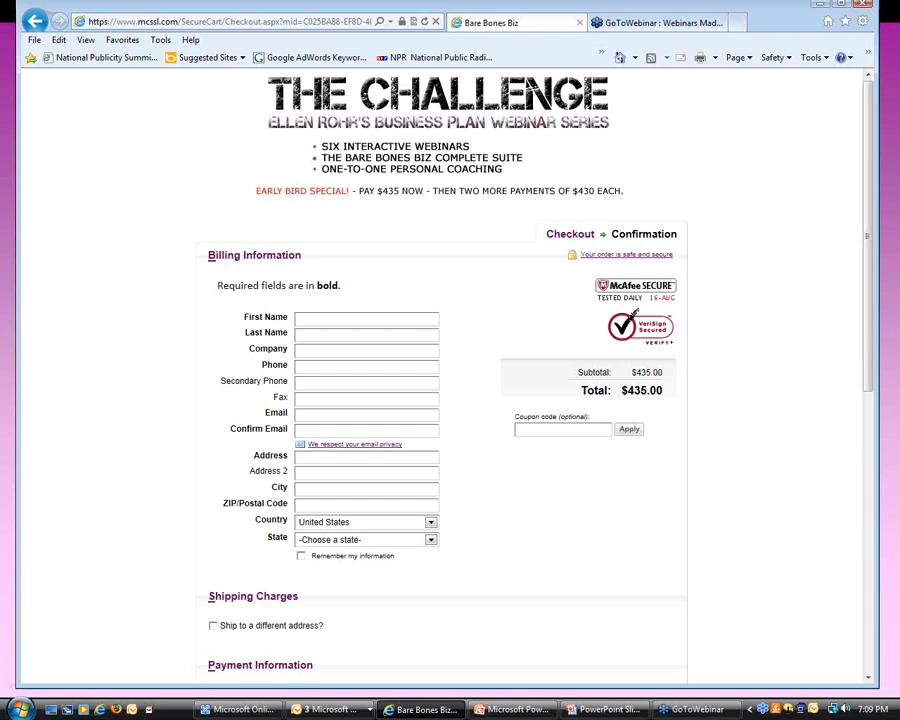 https://www.mcssl.com/SecureCart/Checkout.aspx?mid=C025BA88-EF8D-4(
Bare Bones Biz
GoToWebinar : Webinars Mad...
File Edit View Favorites Tools Help
National Publicity Summi... Suggested Sites Google AdWords Keywor... NPR National Public Radi... Page Safety Tools
THE CHALLENGE
ELLEN ROHR'S BUSINESS PLAN WEBINAR SERIES
• SIX INTERACTIVE WEBINARS
• THE BARE BONES BIZ COMPLETE SUITE
• ONE-TO-ONE PERSONAL COACHING
EARLY BIRD SPECIAL! - PAY $435 NOW - THEN TWO MORE PAYMENTS OF $430 EACH.
Checkout Confirmation
Billing Information
Your order is safe and secure
Required fields are in bold.
McAfee SECURE
TESTED DAILY 16-AUG
VeriSign Secured
VERIFY
First Name
Last Name
Company
Phone
Secondary Phone
Fax
Email
Confirm Email
We respect your email privacy
Address
Address 2
City
ZIP/Postal Code
Country United States
State -Choose a state-
Remember my information
Subtotal: $435.00
Total: $435.00
Coupon code (optional):
Apply
Shipping Charges
Ship to a different address?
Payment Information
Microsoft Onli... 3 Microsoft ... Bare Bones Biz... Microsoft Pow... PowerPoint Sli... GoToWebinar 7:09 PM